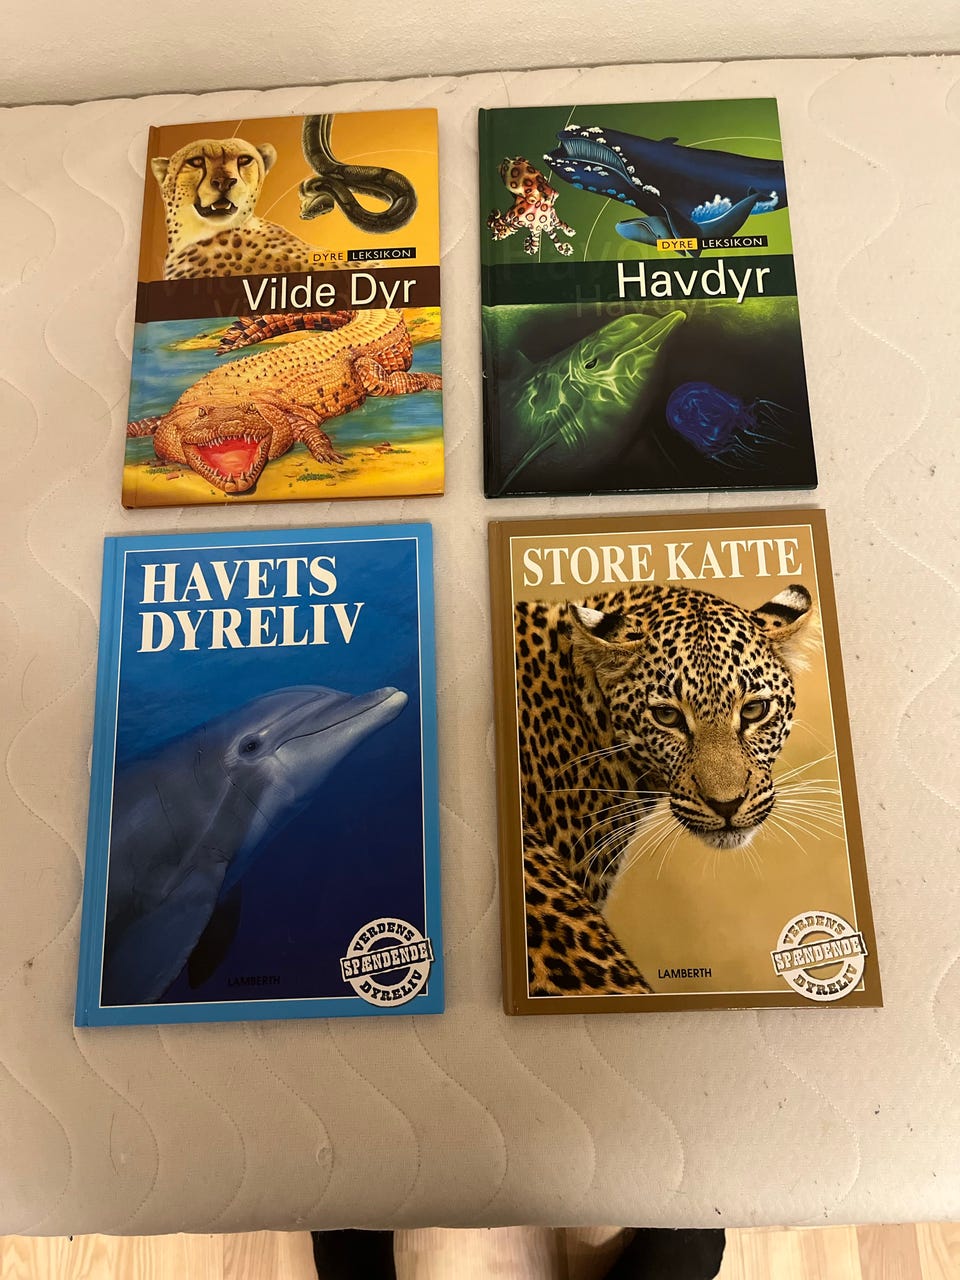 DYRE LEKSIKON
Vilde Dyr
DYRE LEKSIKON
Havdyr
HAVETS
DYRELIV
LAMBERTH
VERDENS
SPÆNDENDE
DYRELIV
STORE KATTE
LAMBERTH
VERDENS
SPÆNDENDE
DYRELIV